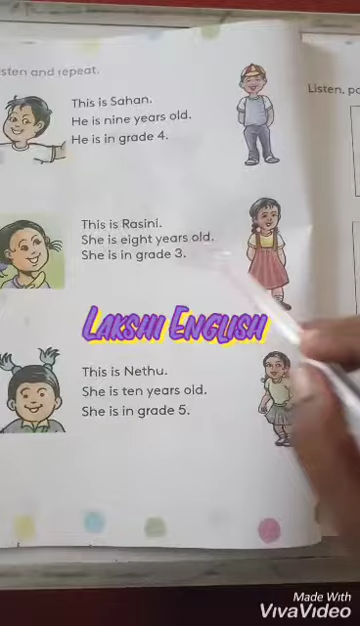 isten and repeat.
This is Sahan.
He is nine years old.
He is in grade 4.
Listen, po
This is Rasini.
She is eight years old.
She is in grade 3.
LAKSHI ENGLISH
This is Nethu.
She is ten years old.
She is in grade 5.
Made With
VivaVideo